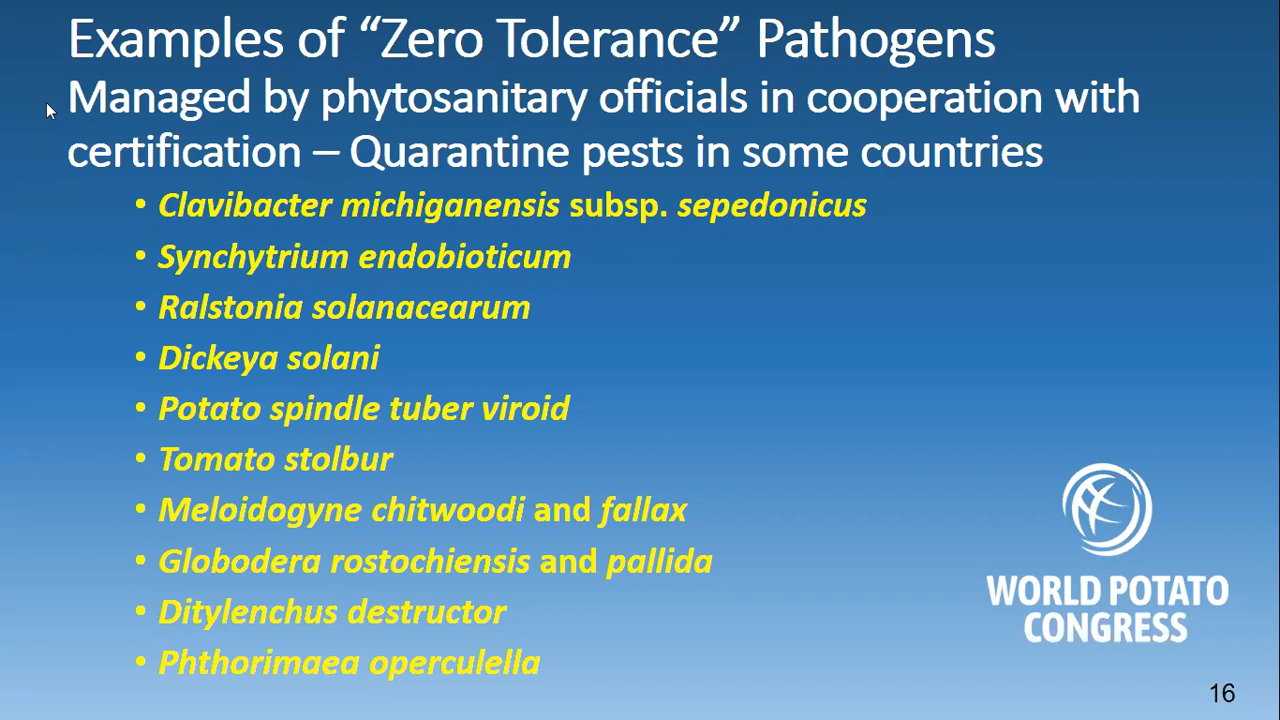 Examples of “Zero Tolerance” Pathogens
Managed by phytosanitary officials in cooperation with
certification – Quarantine pests in some countries
• Clavibacter michiganensis subsp. sepedonicus
• Synchytrium endobioticum
• Ralstonia solanacearum
• Dickeya solani
• Potato spindle tuber viroid
• Tomato stolbur
• Meloidogyne chitwoodi and fallax
• Globodera rostochiensis and pallida
• Ditylenchus destructor
• Phthorimaea operculella
WORLD POTATO
CONGRESS
16